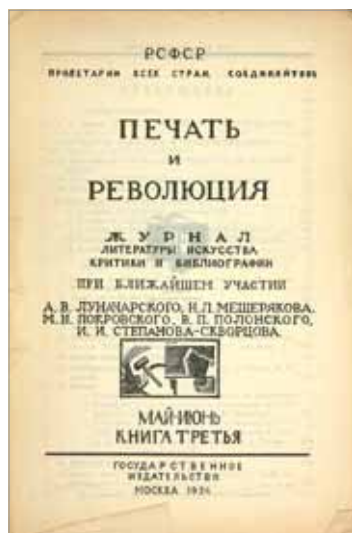 РСФСР
ПРОЛЕТАРИИ ВСЕХ СТРАН, СОЕДИНЯЙТЕСЬ
ПЕЧАТЬ
И
РЕВОЛЮЦИЯ
ЖУРНАЛ
ЛИТЕРАТУРЫ ИСКУССТВА
КРИТИКИ И БИБЛИОГРАФИИ
ПРИ БЛИЖАЙШЕМ УЧАСТИИ
А. В. ЛУНАЧАРСКОГО, Н. Л. МЕЩЕРЯКОВА,
М. Н. ПОКРОВСКОГО, В. П. ПОЛОНСКОГО,
И. И. СТЕПАНОВА-СКВОРЦОВА
МАЙ-ИЮНЬ
КНИГА ТРЕТЬЯ
ГОСУДАРСТВЕННОЕ
ИЗДАТЕЛЬСТВО
МОСКВА